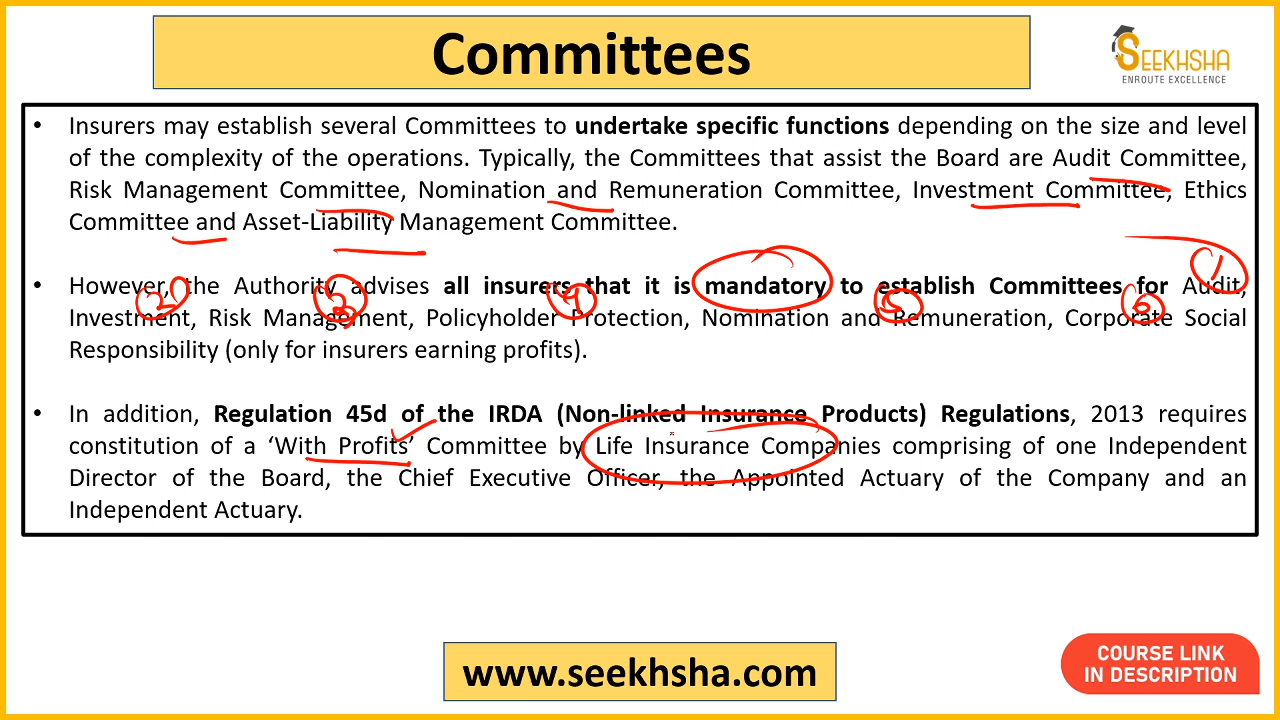 Committees
SEEKHSHA
ENROUTE EXCELLENCE
• Insurers may establish several Committees to undertake specific functions depending on the size and level
of the complexity of the operations. Typically, the Committees that assist the Board are Audit Committee,
Risk Management Committee, Nomination and Remuneration Committee, Investment Committee, Ethics
Committee and Asset-Liability Management Committee.
1
• However, the Authority advises all insurers that it is mandatory to establish Committees for Audit,
2 3 4 5 6
Investment, Risk Management, Policyholder Protection, Nomination and Remuneration, Corporate Social
Responsibility (only for insurers earning profits).
• In addition, Regulation 45d of the IRDA (Non-linked Insurance Products) Regulations, 2013 requires
constitution of a ‘With Profits’ Committee by Life Insurance Companies comprising of one Independent
Director of the Board, the Chief Executive Officer, the Appointed Actuary of the Company and an
Independent Actuary.
www.seekhsha.com
COURSE LINK
IN DESCRIPTION